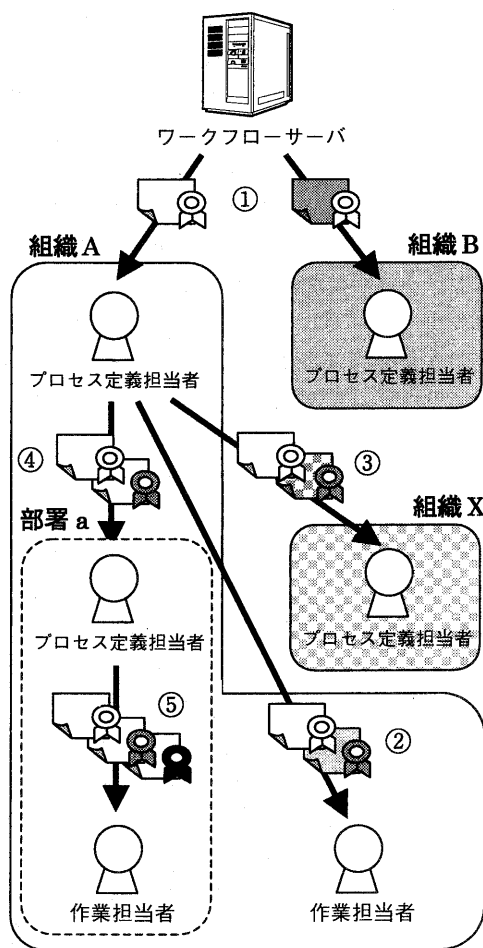 ワークフローサーバ
①
組織A
組織B
プロセス定義担当者
プロセス定義担当者
④
③
部署a
組織X
プロセス定義担当者
プロセス定義担当者
⑤
②
作業担当者
作業担当者